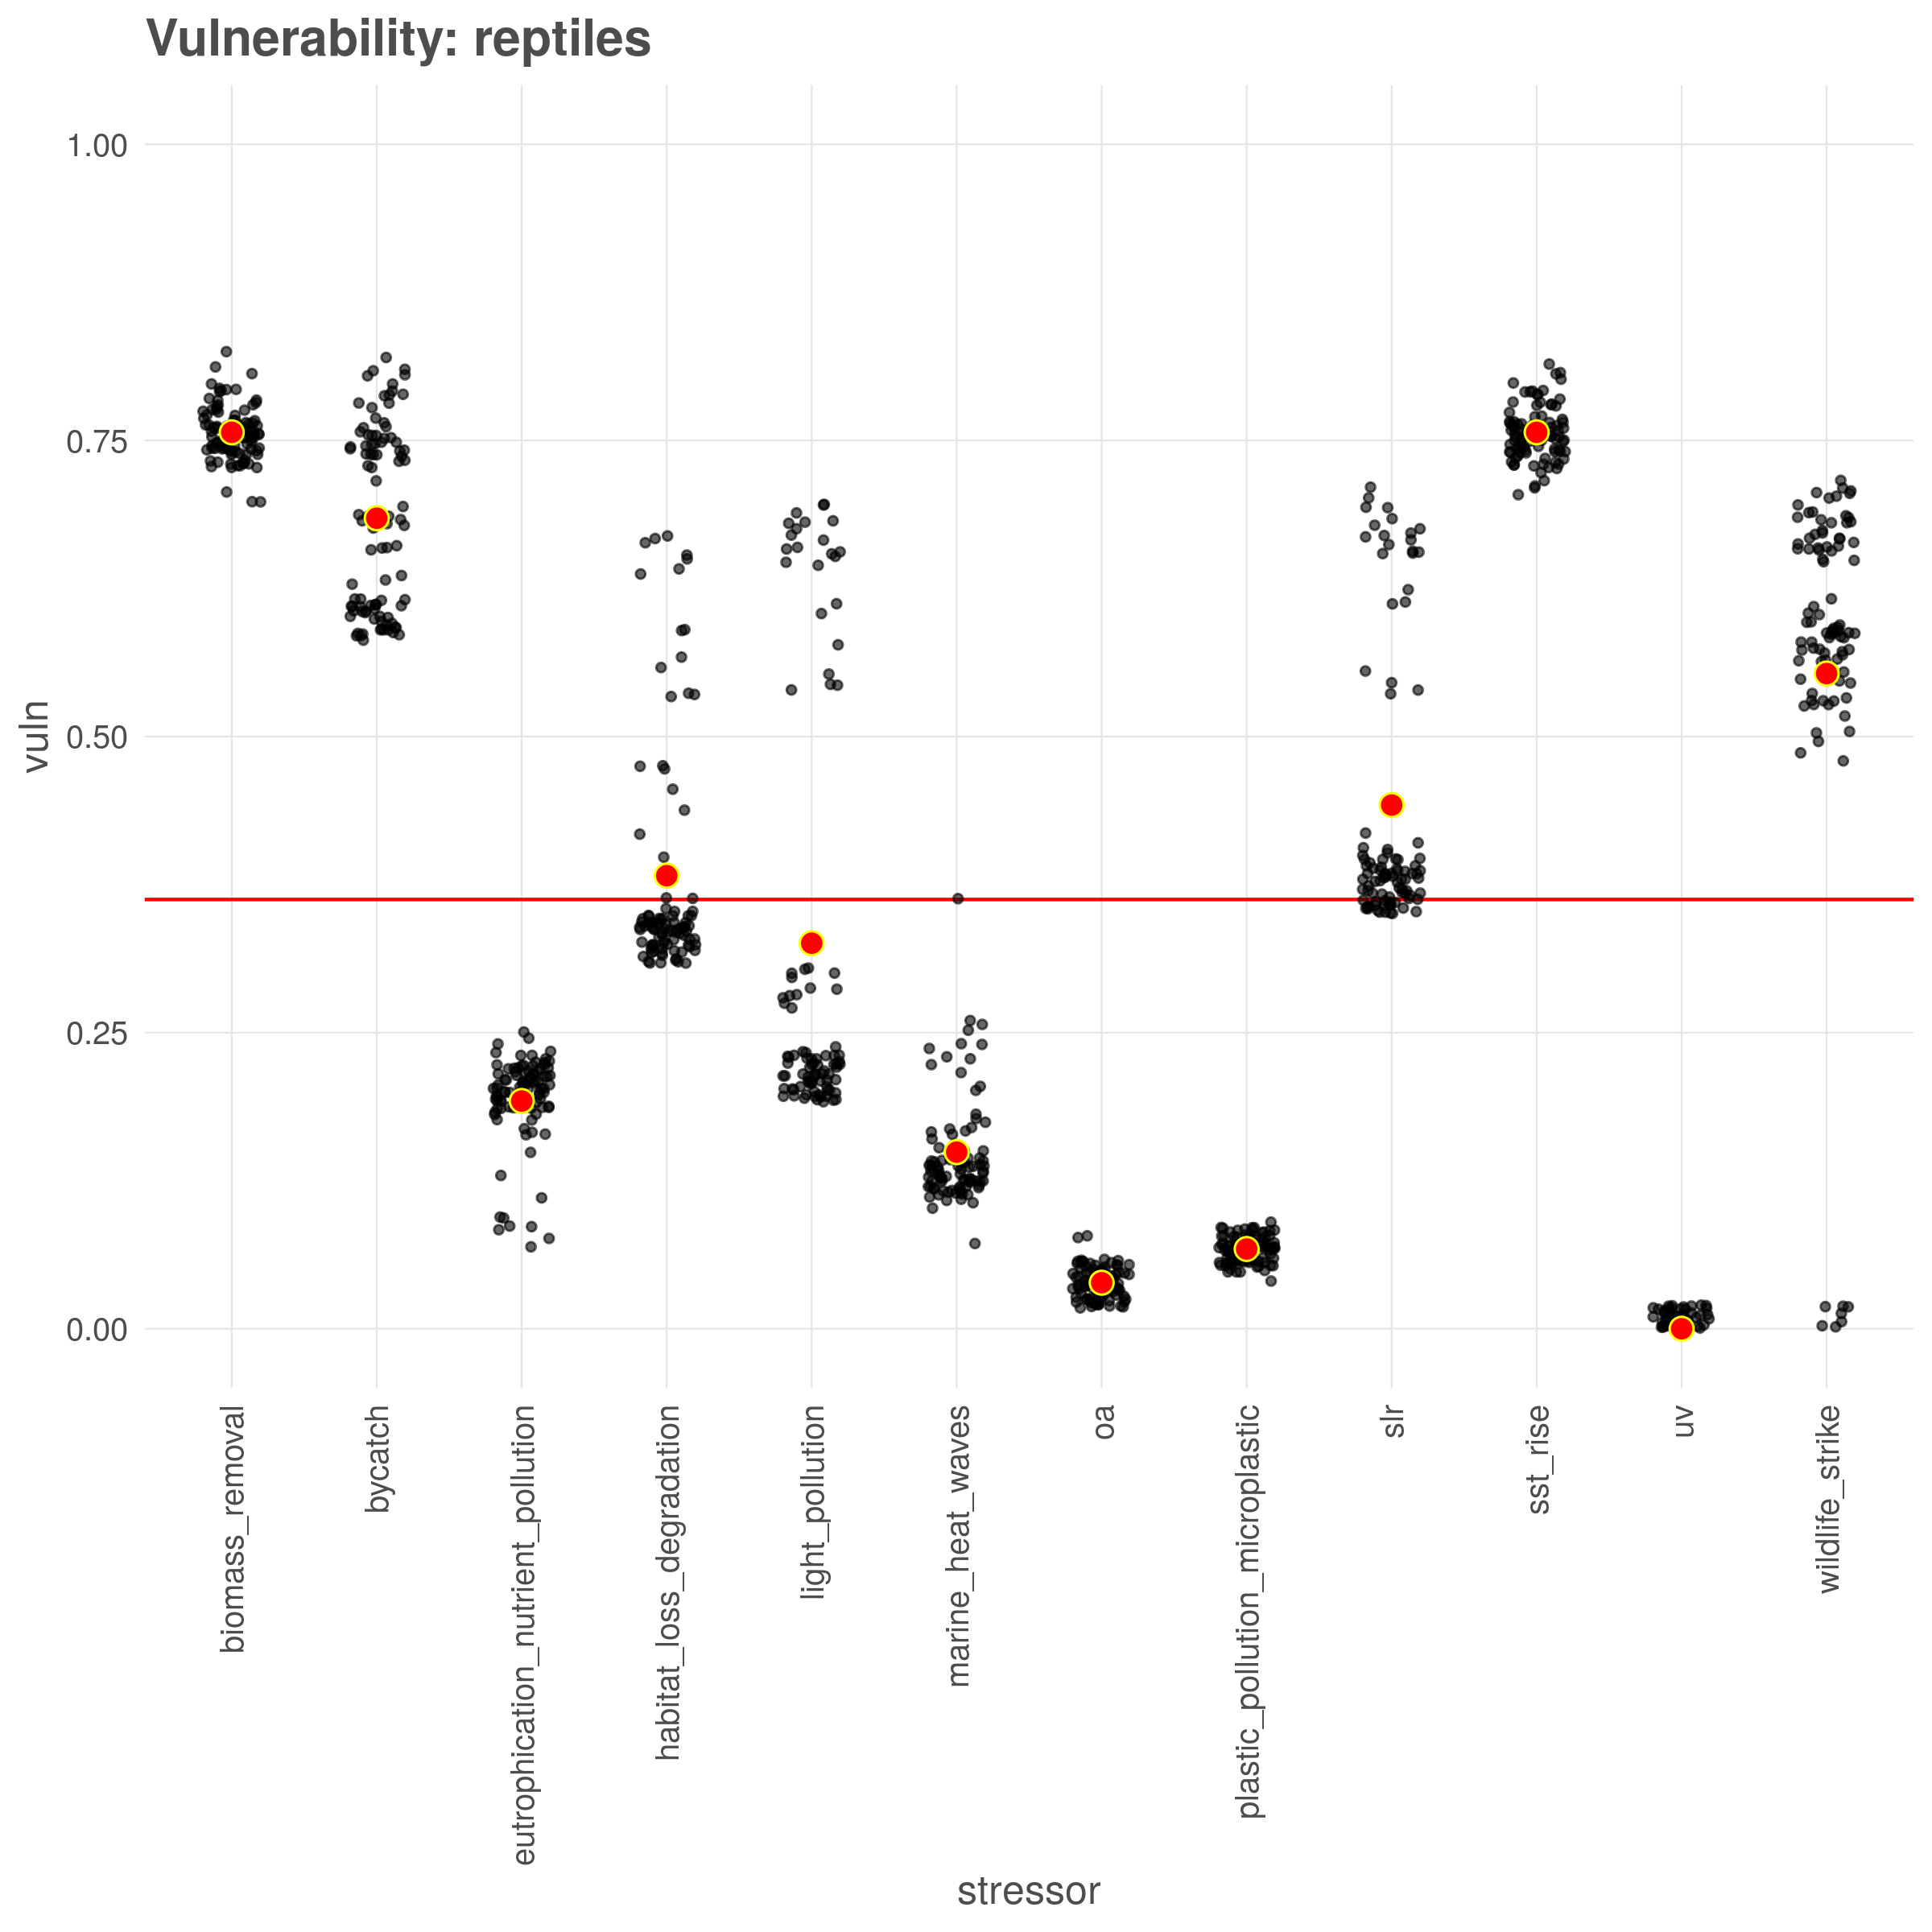 Vulnerability: reptiles
vuln
1.00
0.75
0.50
0.25
0.00
biomass_removal
bycatch
eutrophication_nutrient_pollution
habitat_loss_degradation
light_pollution
marine_heat_waves
oa
plastic_pollution_microplastic
slr
sst_rise
uv
wildlife_strike
stressor